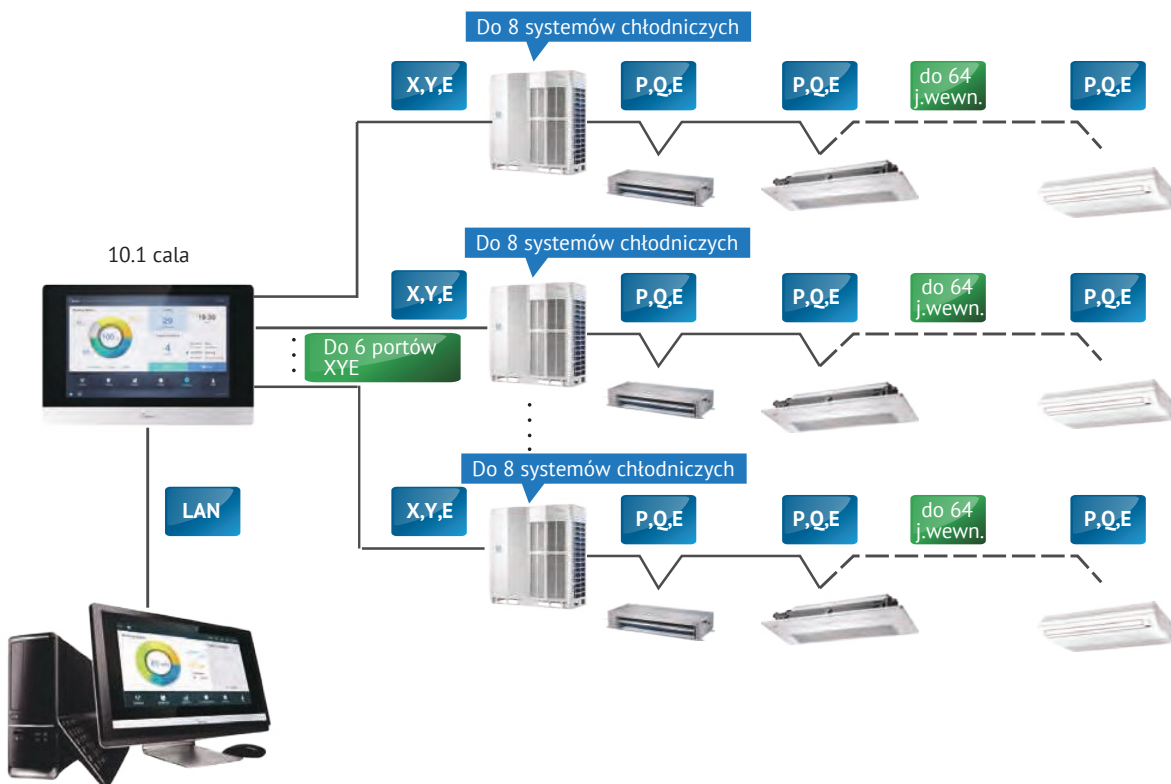 Do 8 systemów chłodniczych
X,Y,E
P,Q,E
P,Q,E
do 64
j.wewn.
P,Q,E
10.1 cala
Do 8 systemów chłodniczych
X,Y,E
P,Q,E
P,Q,E
do 64
j.wewn.
P,Q,E
Do 6 portów
XYE
Do 8 systemów chłodniczych
LAN
X,Y,E
P,Q,E
P,Q,E
do 64
j.wewn.
P,Q,E